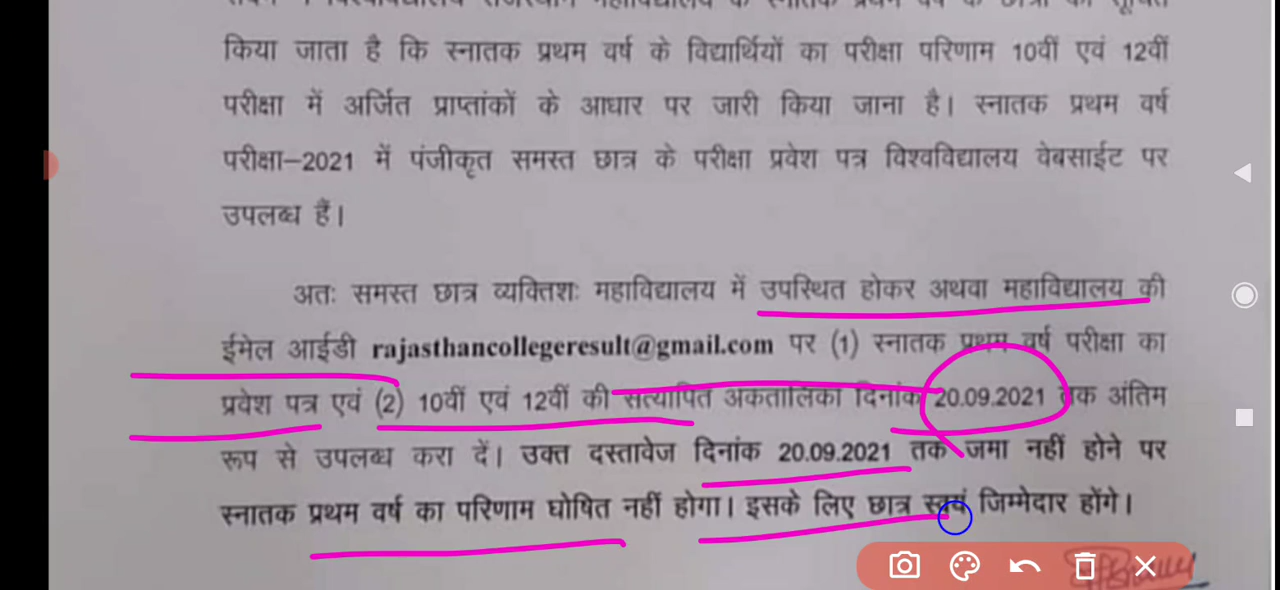 किया जाता है कि स्नातक प्रथम वर्ष के विद्यार्थियों का परीक्षा परिणाम 10वीं एवं 12वीं
परीक्षा में अर्जित प्राप्तांकों के आधार पर जारी किया जाना है। स्नातक प्रथम वर्ष
परीक्षा–2021 में पंजीकृत समस्त छात्र के परीक्षा प्रवेश पत्र विश्वविद्यालय वेबसाईट पर
उपलब्ध हैं।
अतः समस्त छात्र व्यक्तिशः महाविद्यालय में उपस्थित होकर अथवा महाविद्यालय की
ईमेल आईडी rajasthancollegeresult@gmail.com पर (1) स्नातक प्रथम वर्ष परीक्षा का
प्रवेश पत्र एवं (2) 10वीं एवं 12वीं की सत्यापित अंकतालिका दिनांक 20.09.2021 तक अंतिम
रूप से उपलब्ध करा दें। उक्त दस्तावेज दिनांक 20.09.2021 तक जमा नहीं होने पर
स्नातक प्रथम वर्ष का परिणाम घोषित नहीं होगा। इसके लिए छात्र स्वयं जिम्मेदार होंगे।